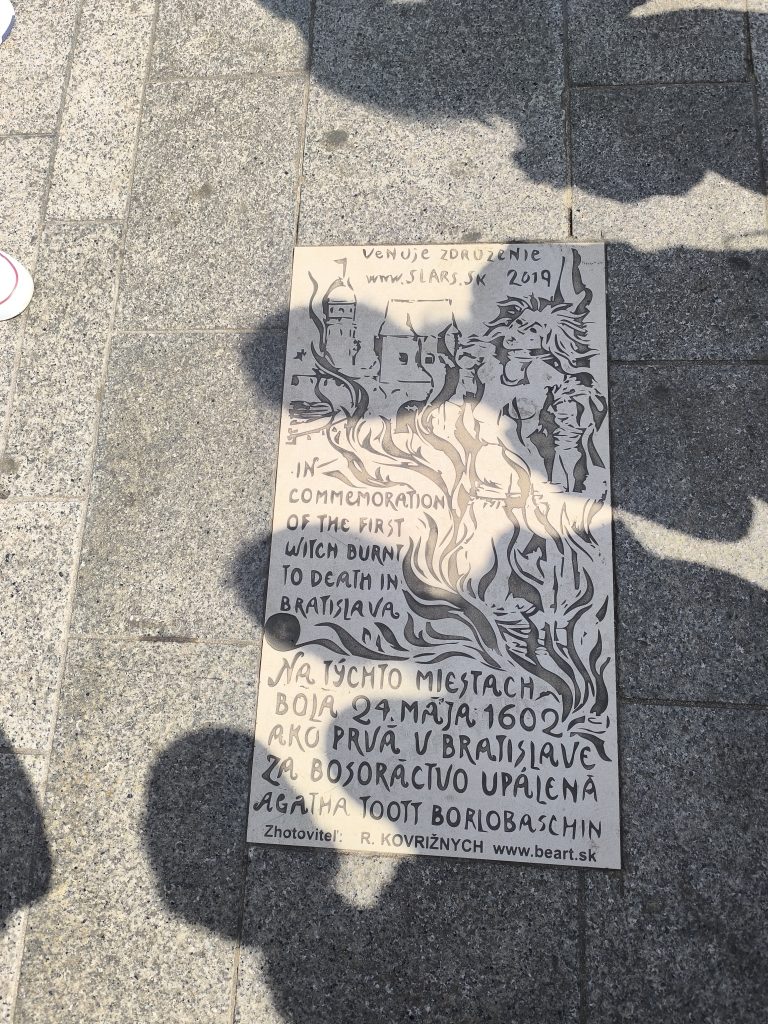 VENUJE ZDRUŽENIE
www.SLARS.SK 2019
IN
COMMEMORATION
OF THE FIRST
WITCH BURNT
TO DEATH IN
BRATISLAVA
NA TÝCHTO MIESTACH
BOLA 24. MÁJA 1602
AKO PRVÁ V BRATISLAVE
ZA BOSORÁCTVO UPÁLENÁ
AGATHA TOOTT BORLOBASCHIN
Zhotoviteľ: R. KOVRIŽNYCH www.beart.sk